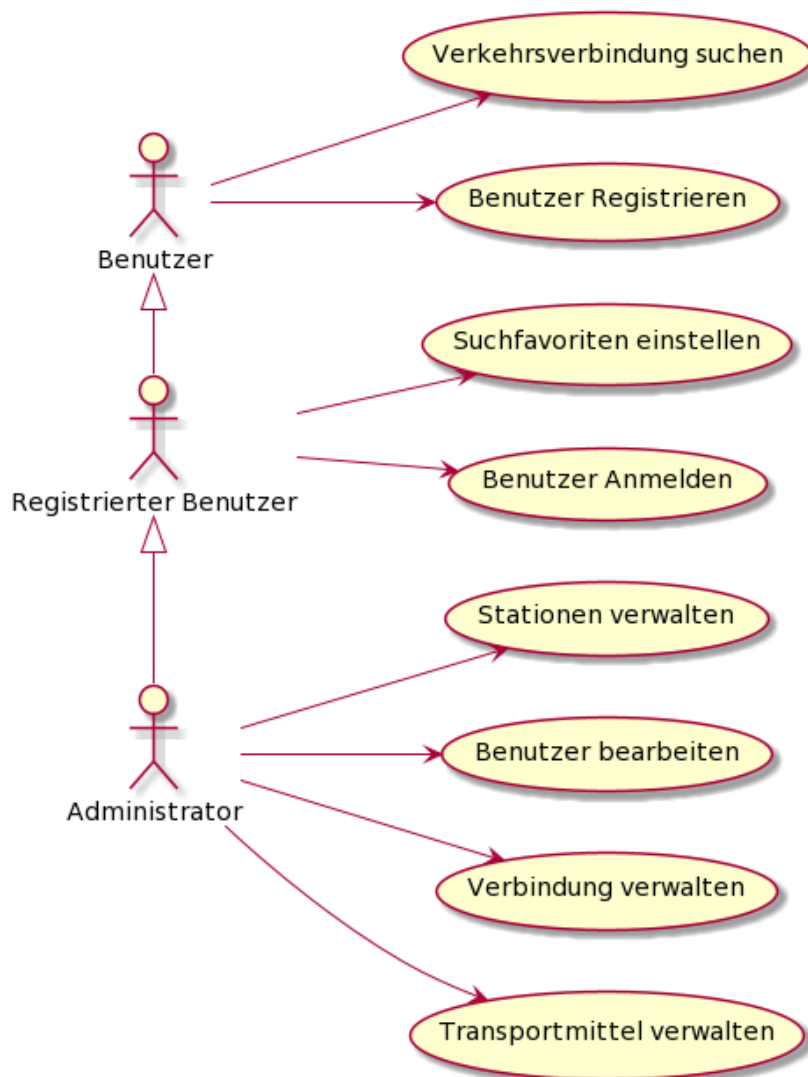 Verkehrsverbindung suchen
Benutzer Registrieren
Benutzer
Suchfavoriten einstellen
Benutzer Anmelden
Registrierter Benutzer
Stationen verwalten
Benutzer bearbeiten
Administrator
Verbindung verwalten
Transportmittel verwalten